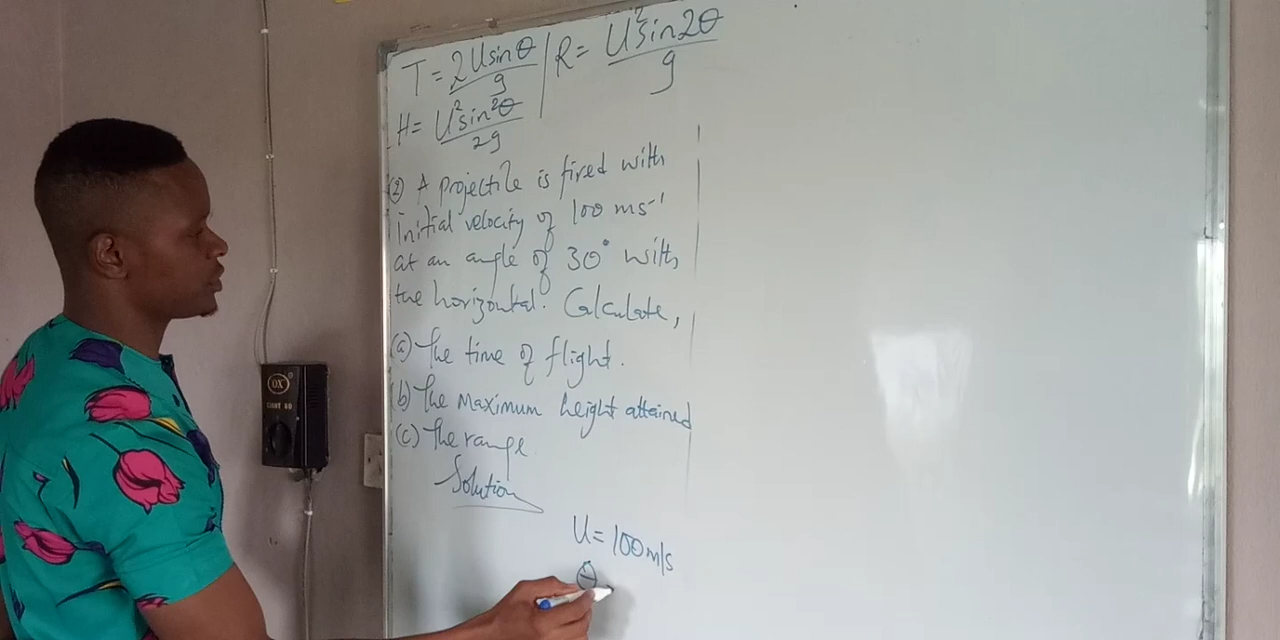 T = 2Usinθ/g | R = U²sin2θ/g
H = U²sin²θ/2g
(2) A projectile is fired with
initial velocity of 100 ms⁻¹
at an angle of 30° with
the horizontal. Calculate,
(a) The time of flight.
(b) The maximum height attained
(c) The range.
Solution
U = 100m/s
θ
OX